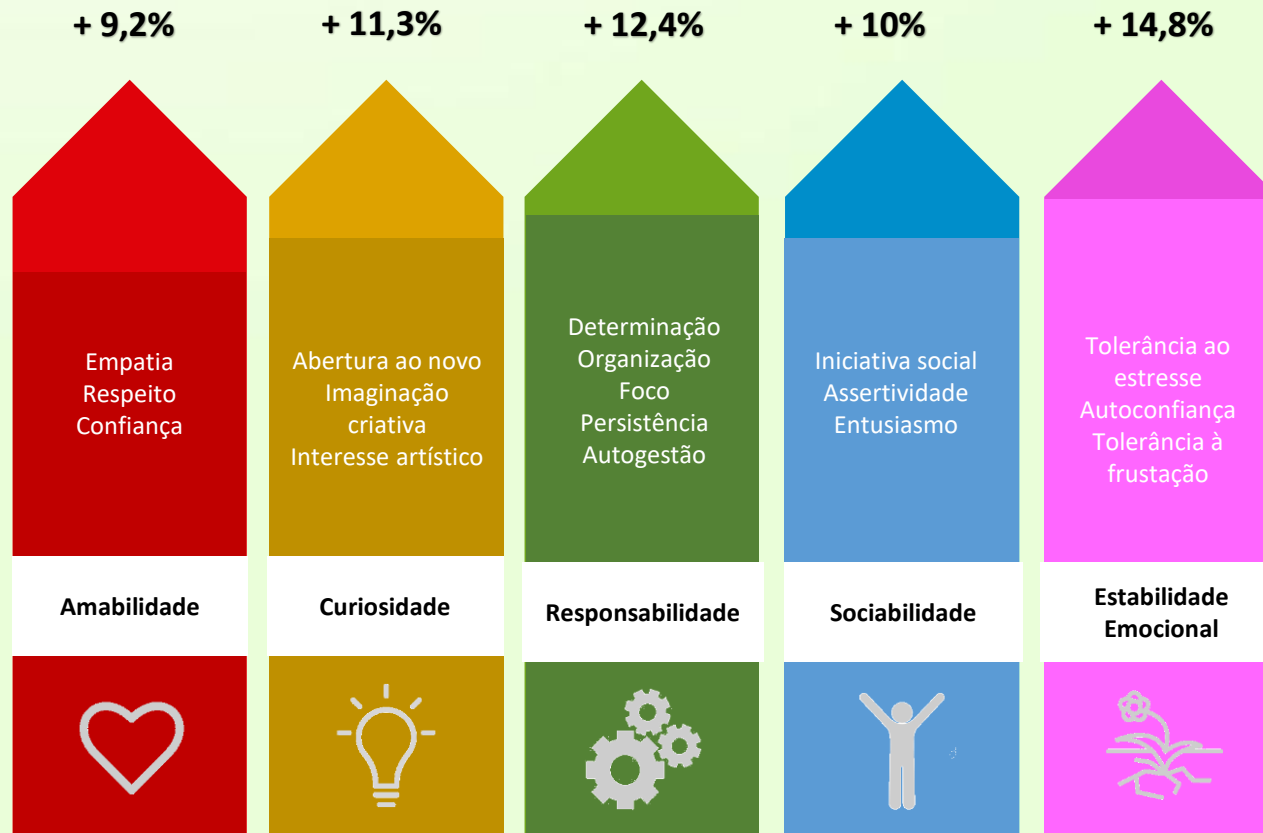 + 9,2%
+ 11,3%
+ 12,4%
+ 10%
+ 14,8%
Empatia
Respeito
Confiança
Abertura ao novo
Imaginação
criativa
Interesse artístico
Determinação
Organização
Foco
Persistência
Autogestão
Iniciativa social
Assertividade
Entusiasmo
Tolerância ao
estresse
Autoconfiança
Tolerância à
frustação
Amabilidade
Curiosidade
Responsabilidade
Sociabilidade
Estabilidade
Emocional